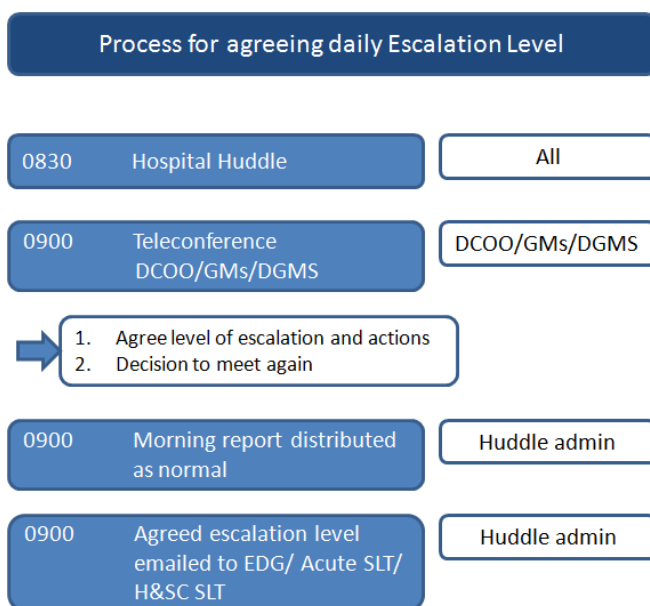 Process for agreeing daily Escalation Level
0830 Hospital Huddle
All
0900 Teleconference
DCOO/GMs/DGMS
DCOO/GMs/DGMS
1. Agree level of escalation and actions
2. Decision to meet again
0900 Morning report distributed
as normal
Huddle admin
0900 Agreed escalation level
emailed to EDG/ Acute SLT/
H&SC SLT
Huddle admin